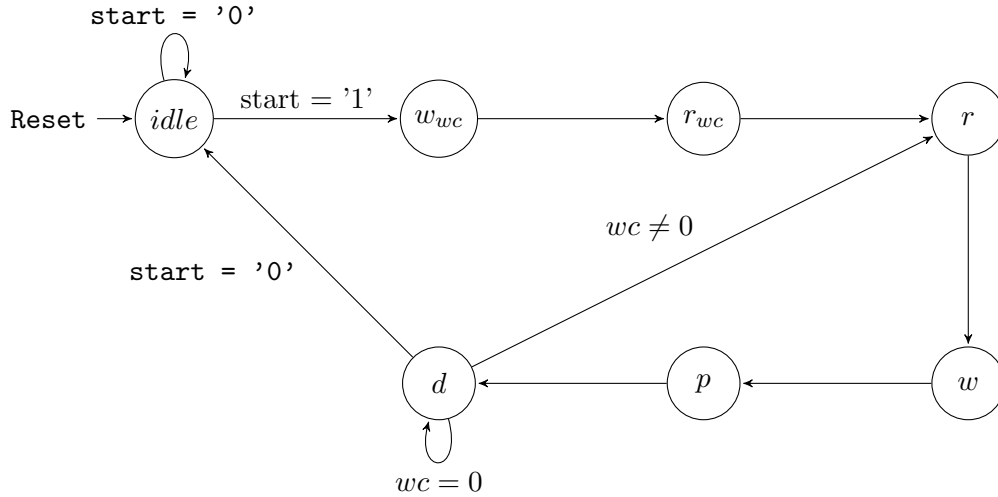 start = '0'
Reset
idle
start = '1'
w_wc
r_wc
r
wc ≠ 0
start = '0'
d
p
w
wc = 0